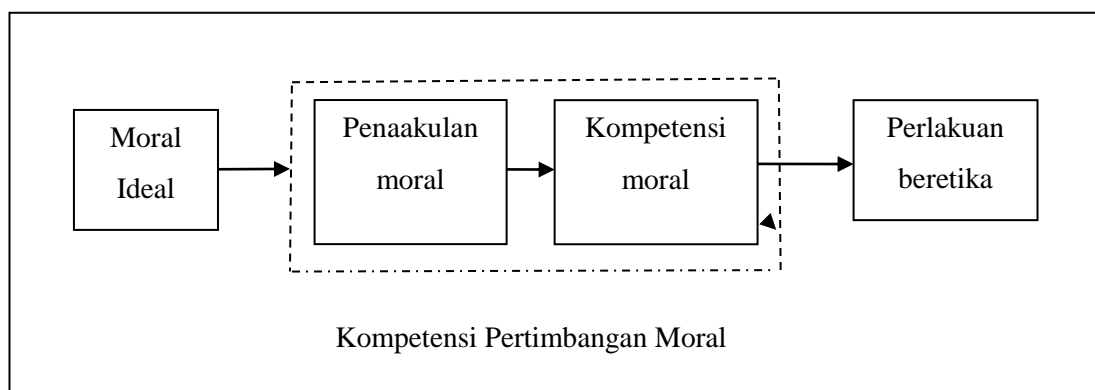 Moral
Ideal
Penaakulan
moral
Kompetensi
moral
Perlakuan
beretika
Kompetensi Pertimbangan Moral